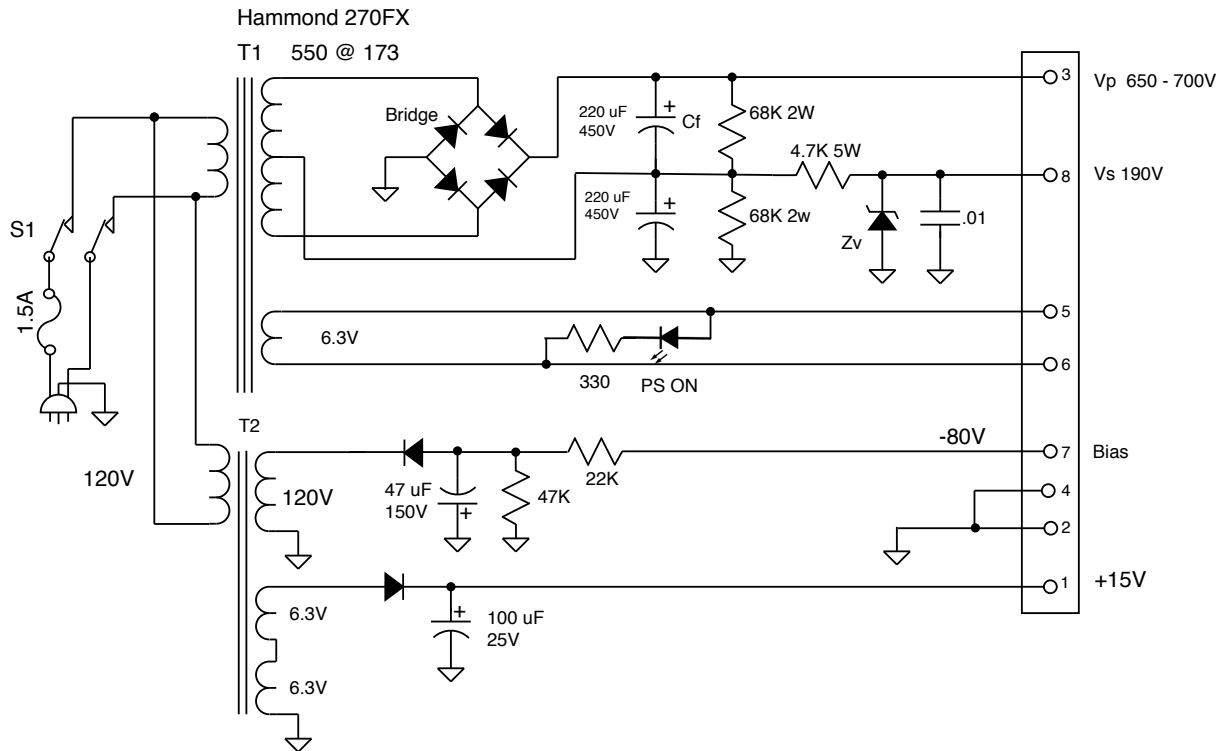 Hammond 270FX
T1 550 @ 173
Bridge
220 uF
450V
+
Cf
68K 2W
3
Vp 650 - 700V
4.7K 5W
8
Vs 190V
220 uF
450V
+
68K 2w
Zv
.01
S1
1.5A
6.3V
330
PS ON
5
6
T2
120V
120V
47 uF
150V
+
47K
22K
-80V
7
Bias
4
2
6.3V
6.3V
+
100 uF
25V
1
+15V